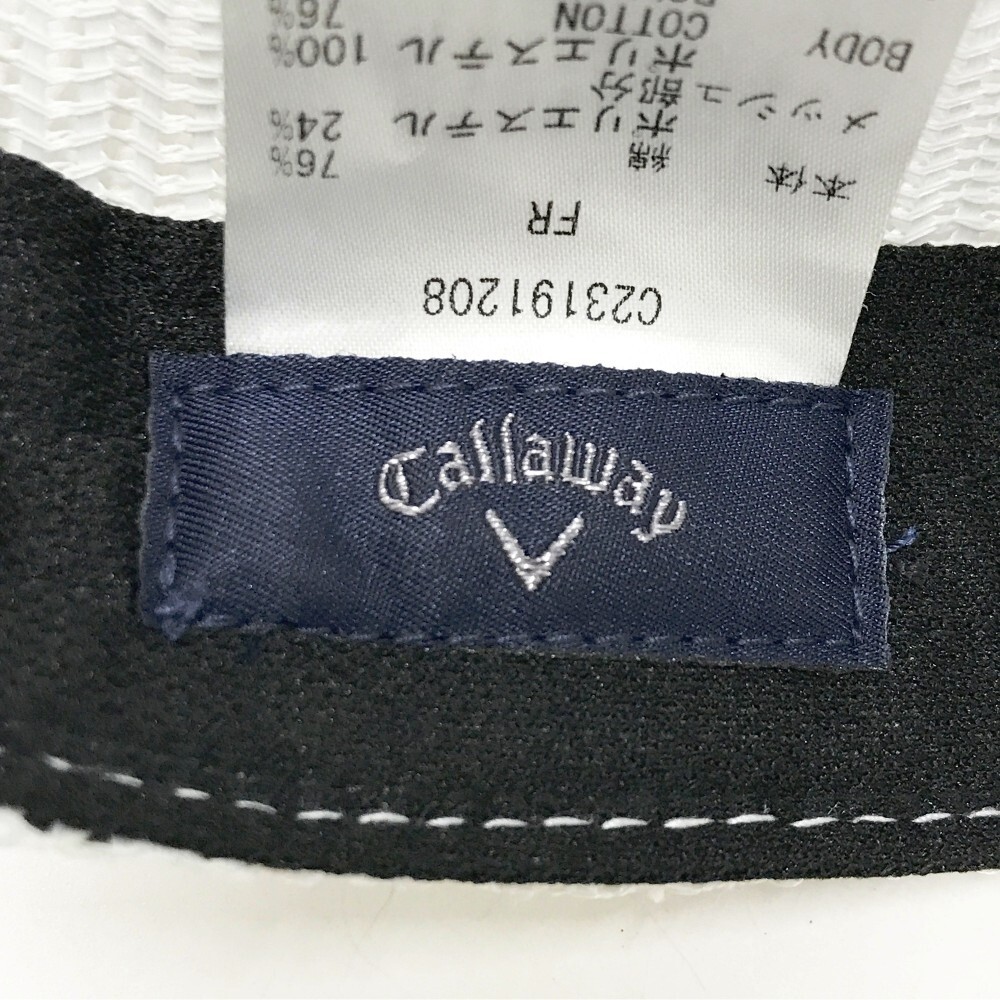 C23191208
FR
本体 綿 76%
ポリエステル 24%
メッシュ部分
ポリエステル 100%
BODY COTTON 76%
Callaway